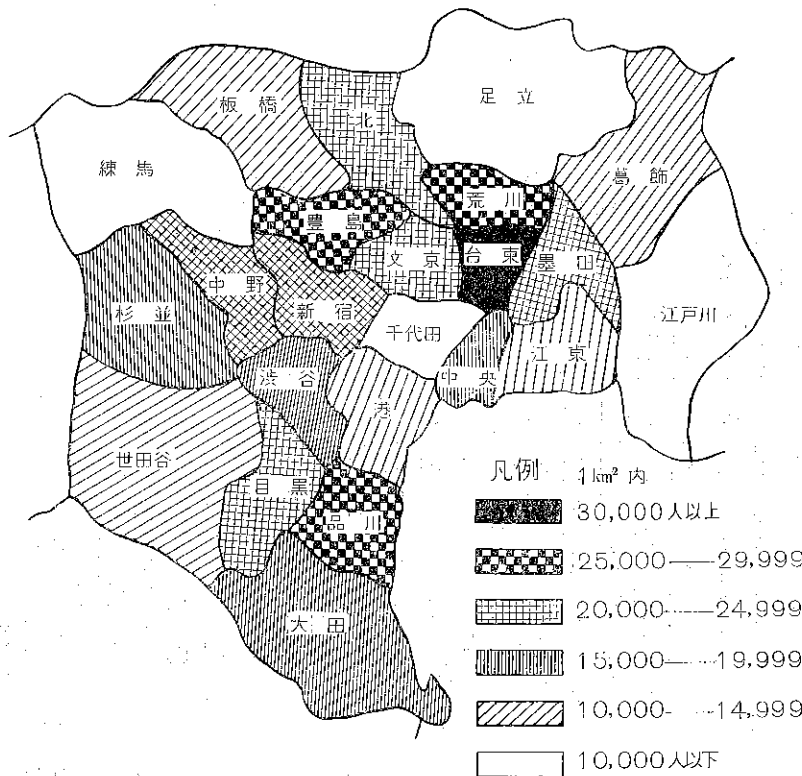 足立
板橋
北
練馬
葛飾
荒川
豊島
文京
台東
墨田
中野
新宿
杉並
千代田
江戸川
江東
渋谷
中央
港
世田谷
目黒
品川
大田
凡例 1km² 内
30,000人以上
25,000——29,999
20,000——24,999
15,000——19,999
10,000——14,999
10,000人以下